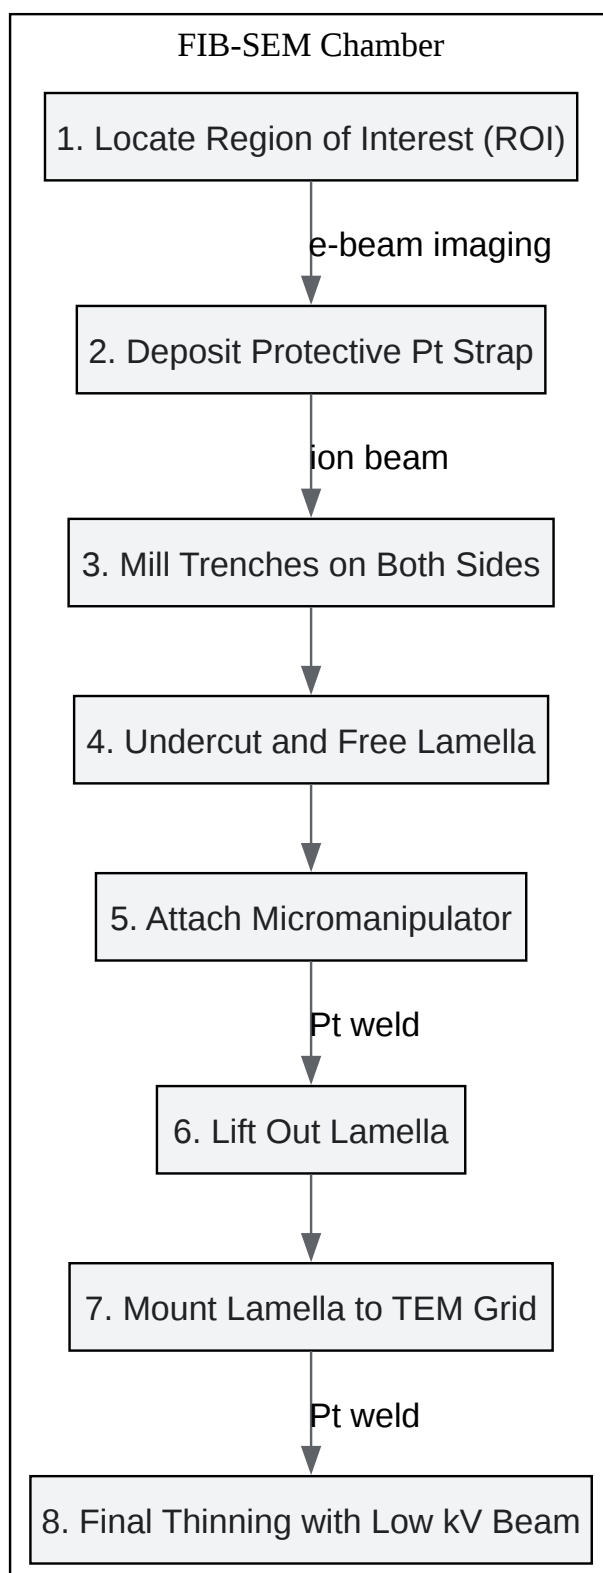 FIB-SEM Chamber
1. Locate Region of Interest (ROI)
e-beam imaging
2. Deposit Protective Pt Strap
ion beam
3. Mill Trenches on Both Sides
4. Undercut and Free Lamella
5. Attach Micromanipulator
Pt weld
6. Lift Out Lamella
7. Mount Lamella to TEM Grid
Pt weld
8. Final Thinning with Low kV Beam